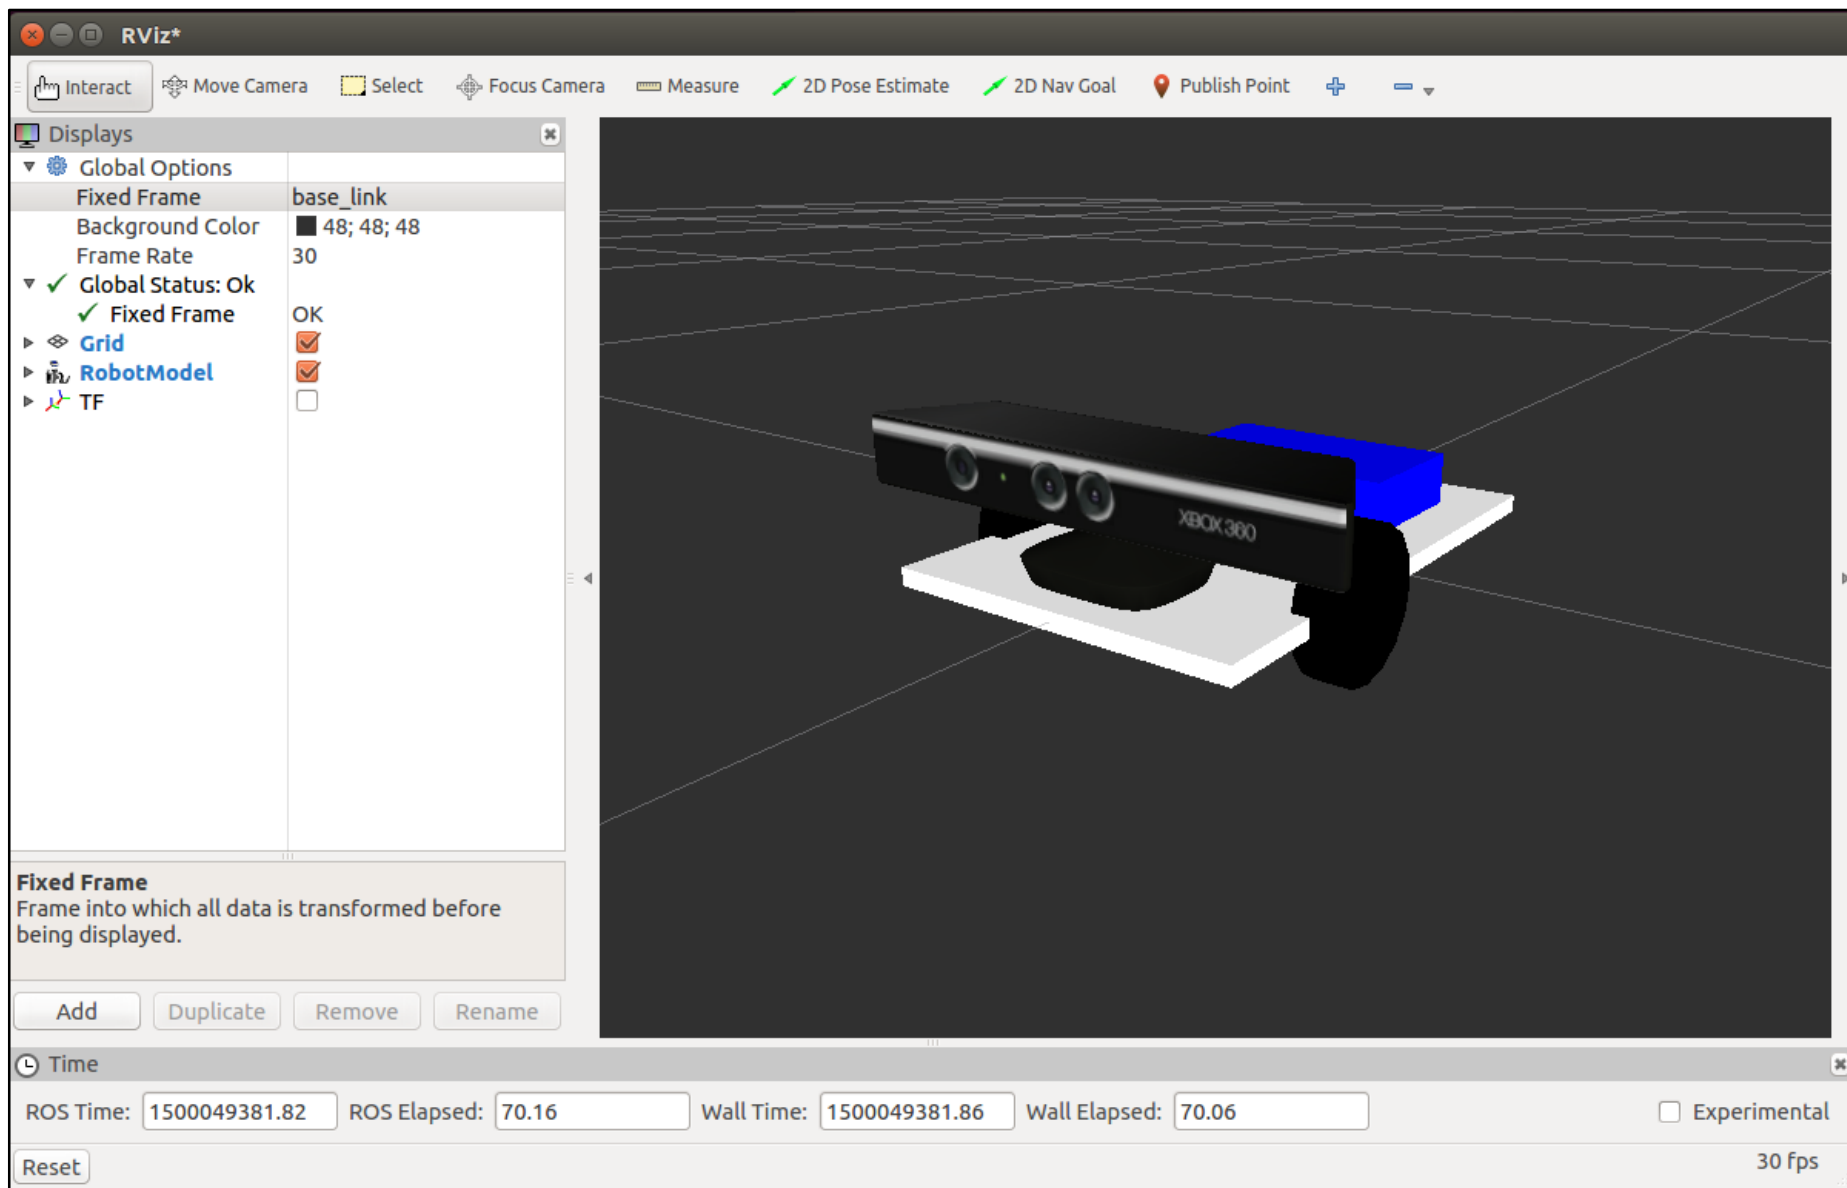 RViz*
Interact Move Camera Select Focus Camera Measure 2D Pose Estimate 2D Nav Goal Publish Point
Displays
Global Options
Fixed Frame base_link
Background Color 48; 48; 48
Frame Rate 30
Global Status: Ok
Fixed Frame OK
Grid
RobotModel
TF
XBOX 360
Fixed Frame
Frame into which all data is transformed before
being displayed.
Add Duplicate Remove Rename
Time
ROS Time: 1500049381.82 ROS Elapsed: 70.16 Wall Time: 1500049381.86 Wall Elapsed: 70.06 Experimental
Reset 30 fps